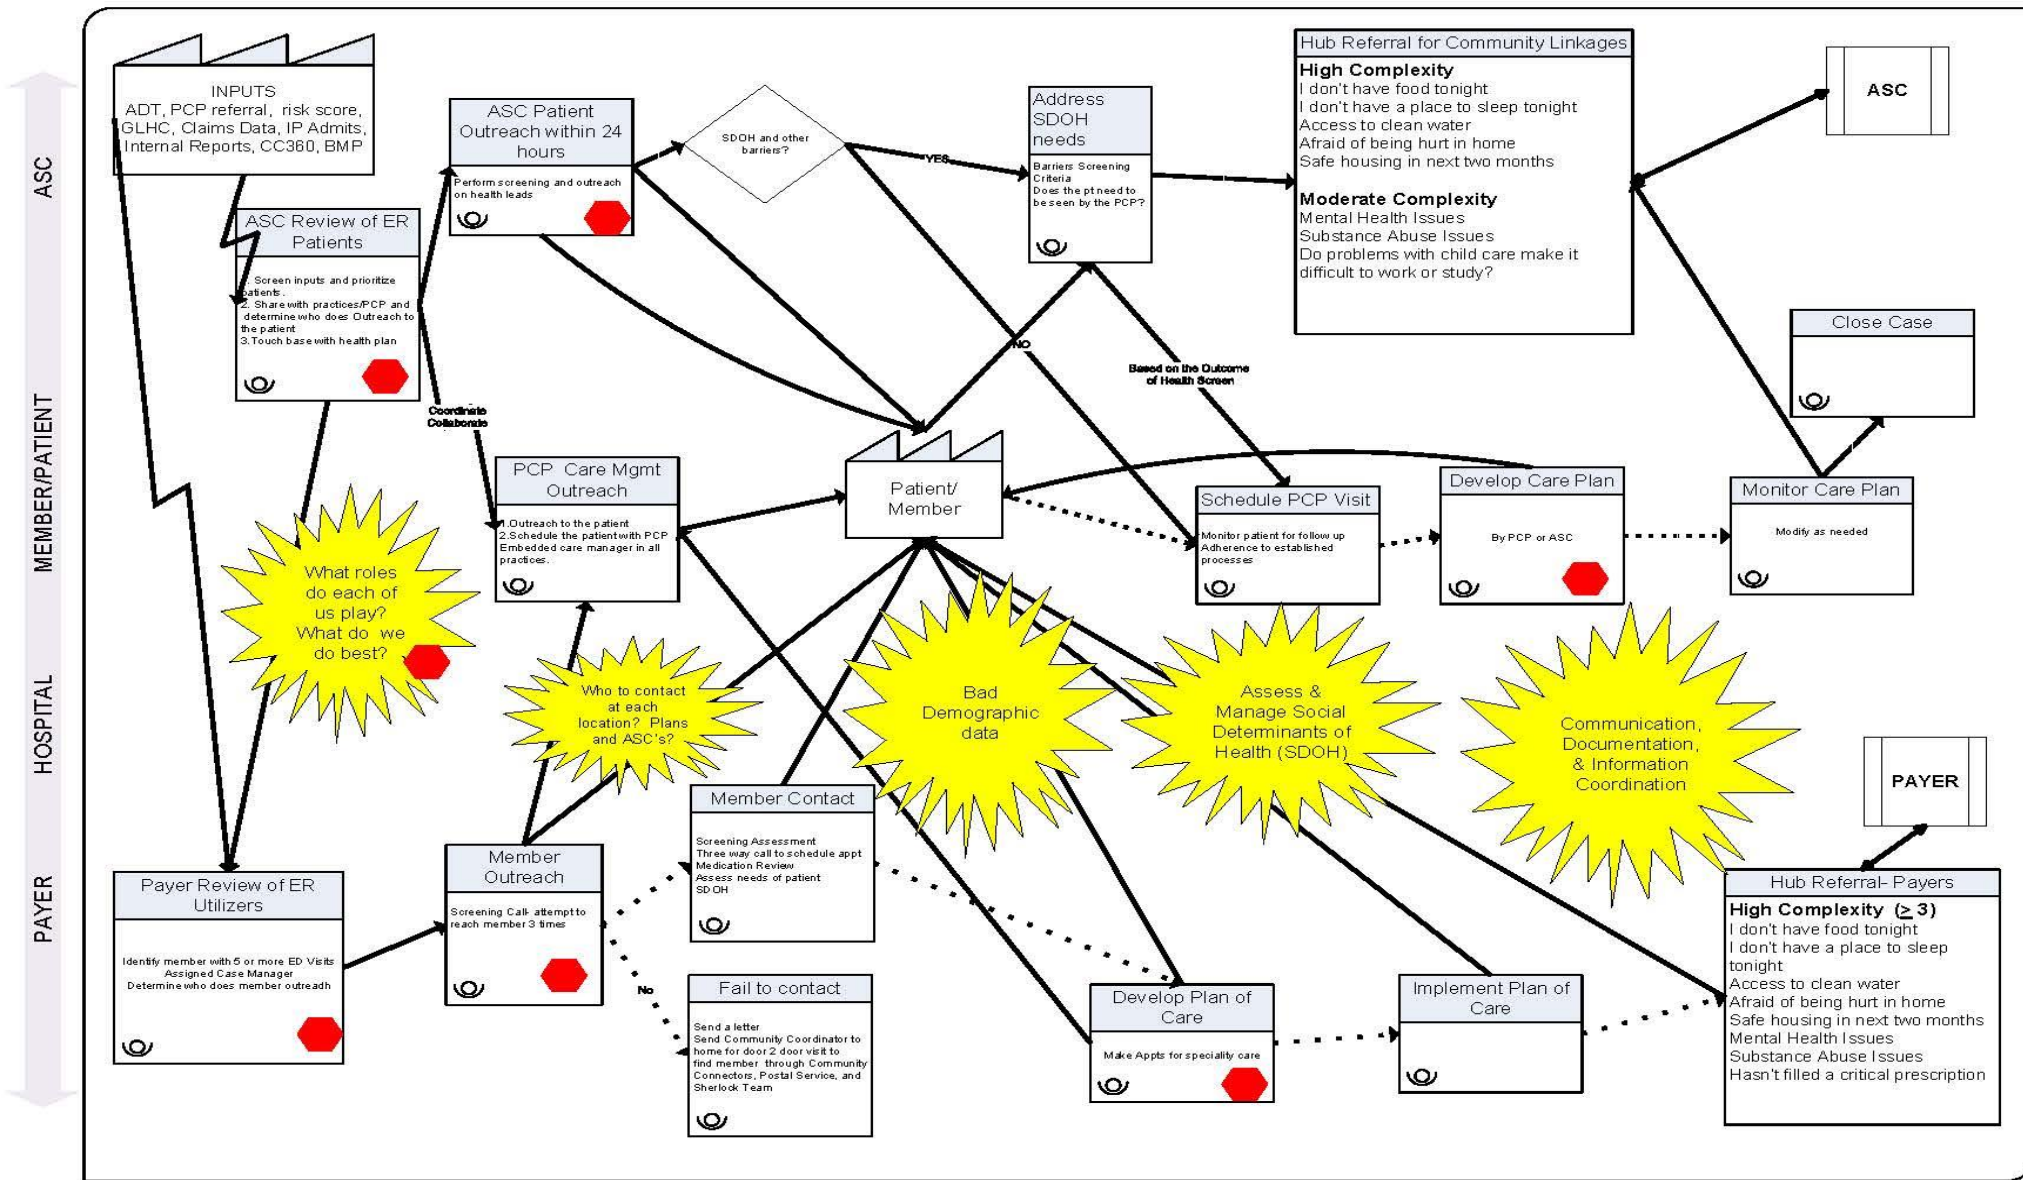 ASC
MEMBER/PATIENT
HOSPITAL
PAYER
INPUTS
ADT, PCP referral, risk score,
GLHC, Claims Data, IP Admits,
Internal Reports, CC360, BMP
ASC Review of ER
Patients
1. Screen inputs and prioritize
patients.
2. Share with practices/PCP and
determine who does Outreach to
the patient
3.Touch base with health plan
ASC Patient
Outreach within 24
hours
Perform screening and outreach
on health leads
SDOH and other
barriers?
YES
NO
Address
SDOH
needs
Barriers Screening
Criteria
Does the pt need to
be seen by the PCP?
Hub Referral for Community Linkages
High Complexity
I don't have food tonight
I don't have a place to sleep tonight
Access to clean water
Afraid of being hurt in home
Safe housing in next two months
Moderate Complexity
Mental Health Issues
Substance Abuse Issues
Do problems with child care make it
difficult to work or study?
ASC
Close Case
Coordinate
Collaborate
Based on the Outcome
of Health Screen
PCP Care Mgmt
Outreach
1.Outreach to the patient
2.Schedule the patient with PCP
Embedded care manager in all
practices.
Patient/
Member
Schedule PCP Visit
Monitor patient for follow up
Adherence to established
processes
Develop Care Plan
By PCP or ASC
Monitor Care Plan
Modify as needed
What roles
do each of
us play?
What do we
do best?
Who to contact
at each
location? Plans
and ASC's?
Bad
Demographic
data
Assess &
Manage Social
Determinants of
Health (SDOH)
Communication,
Documentation,
& Information
Coordination
PAYER
Payer Review of ER
Utilizers
Identify member with 5 or more ED Visits
Assigned Case Manager
Determine who does member outreach
Member
Outreach
Screening Call- attempt to
reach member 3 times
No
Member Contact
Screening Assessment
Three way call to schedule appt
Medication Review
Assess needs of patient
SDOH
Fail to contact
Send a letter
Send Community Coordinator to
home for door 2 door visit to
find member through Community
Connectors, Postal Service, and
Sherlock Team
Develop Plan of
Care
Make Appts for speciality care
Implement Plan of
Care
Hub Referral- Payers
High Complexity (≥ 3)
I don't have food tonight
I don't have a place to sleep
tonight
Access to clean water
Afraid of being hurt in home
Safe housing in next two months
Mental Health Issues
Substance Abuse Issues
Hasn't filled a critical prescription